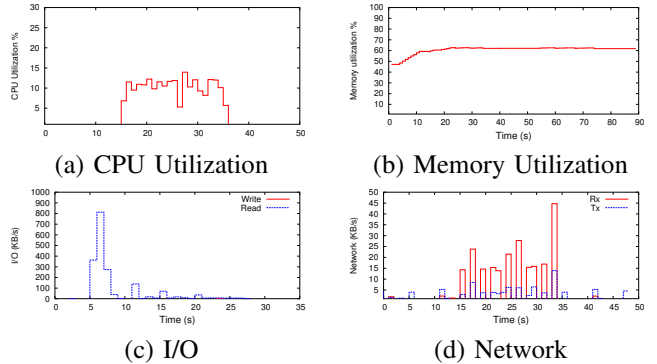 CPU Utilization %
30
25
20
15
10
5
0 10 20 30 40 50
(a) CPU Utilization
Memory utilization %
100
90
80
70
60
50
40
30
20
10
0 10 20 30 40 50 60 70 80 90
Time (s)
(b) Memory Utilization
I/O (KB/s)
1000
900
800
700
600
500
400
300
200
100
0 5 10 15 20 25 30 35
Time (s)
Write
Read
(c) I/O
Network (KB/s)
50
45
40
35
30
25
20
15
10
5
0 5 10 15 20 25 30 35 40 45 50
Time (s)
Rx
Tx
(d) Network